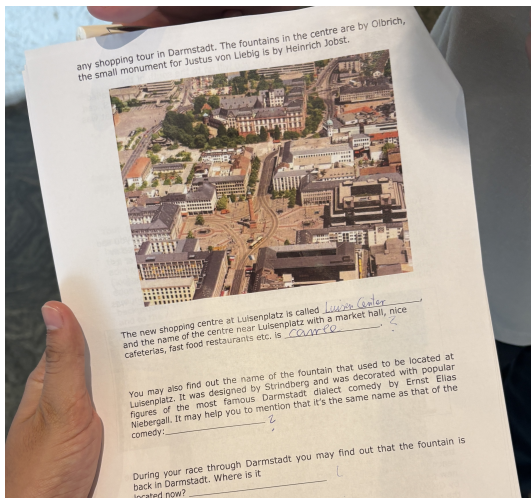 any shopping tour in Darmstadt. The fountains in the centre are by Olbrich,
the small monument for Justus von Liebig is by Heinrich Jobst.
The new shopping centre at Luisenplatz is called Luisen Center,
and the name of the centre near Luisenplatz with a market hall, nice
cafeterias, fast food restaurants etc. is carree. ?
You may also find out the name of the fountain that used to be located at
Luisenplatz. It was designed by Strindberg and was decorated with popular
figures of the most famous Darmstadt dialect comedy by Ernst Elias
Niebergall. It may help you to mention that it's the same name as that of the
comedy: ?
During your race through Darmstadt you may find out that the fountain is
back in Darmstadt. Where is it
located now?